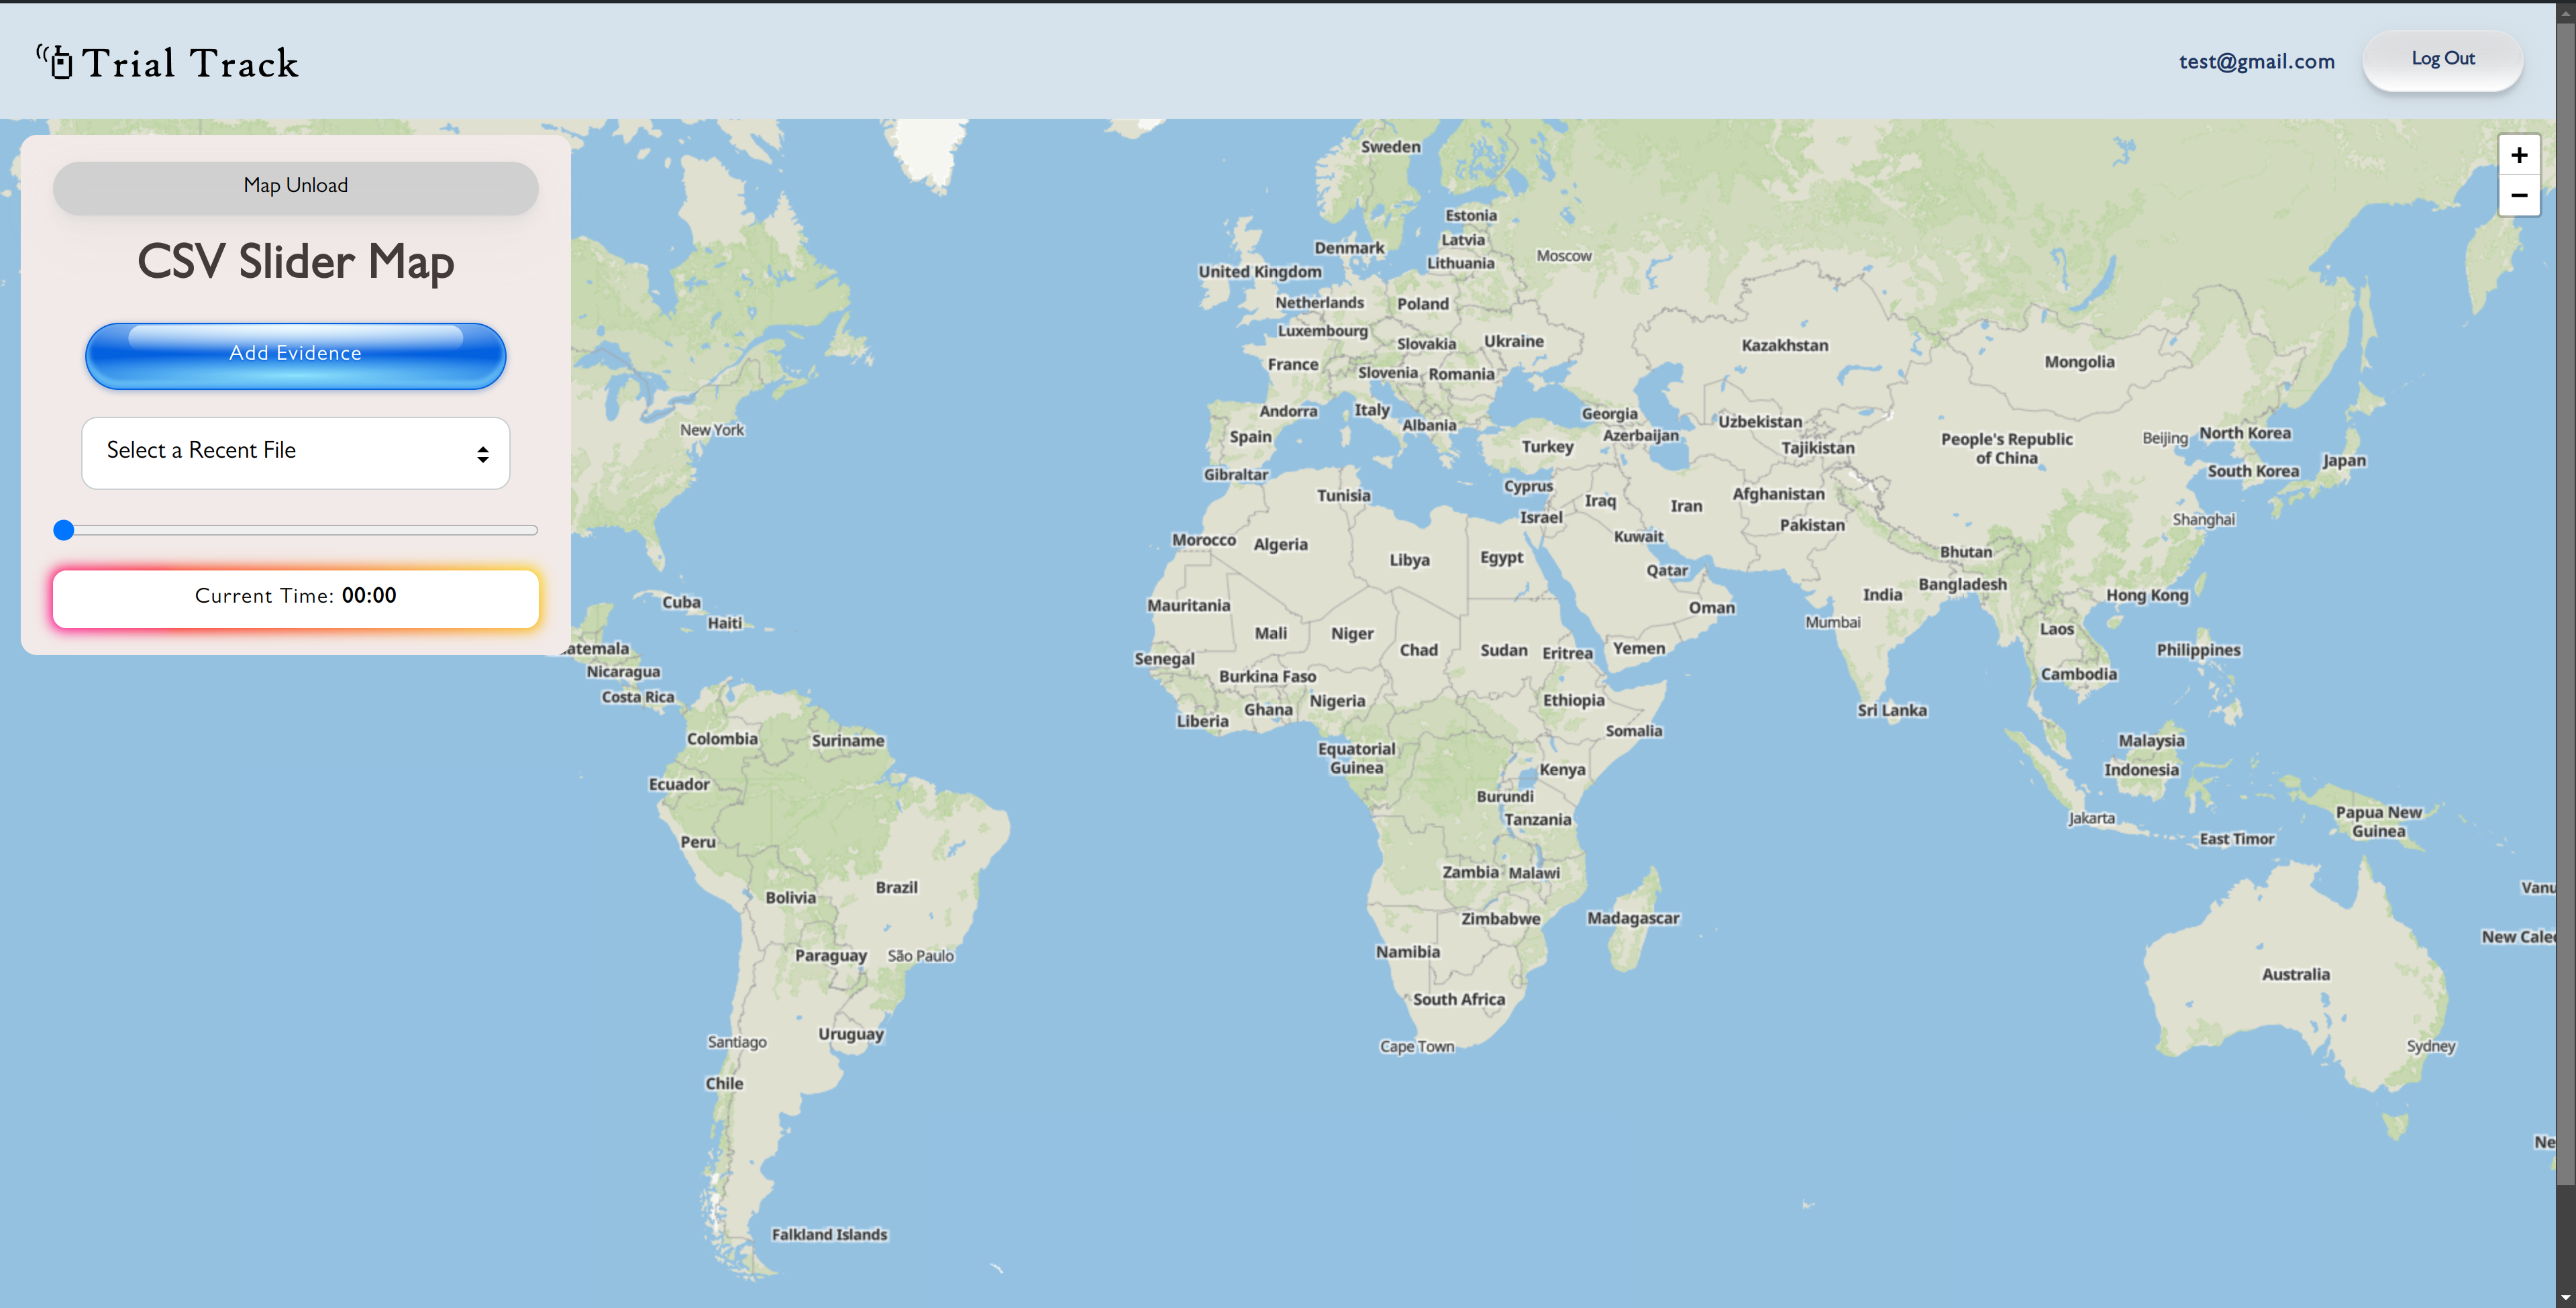 Trial Track
test@gmail.com
Log Out
Map Unload
CSV Slider Map
Add Evidence
Select a Recent File
Current Time: 00:00
+
−
Sweden
Estonia
Latvia
Denmark
Lithuania
Moscow
United Kingdom
Netherlands
Poland
Luxembourg
Slovakia
Ukraine
Kazakhstan
Mongolia
France
Slovenia
Romania
Andorra
Italy
Albania
Georgia
Azerbaijan
Uzbekistan
Tajikistan
People's Republic
of China
Beijing
North Korea
South Korea
Japan
New York
Spain
Turkey
Gibraltar
Tunisia
Cyprus
Iraq
Iran
Afghanistan
Israel
Pakistan
Shanghai
Morocco
Algeria
Libya
Egypt
Kuwait
Bhutan
Qatar
Bangladesh
India
Hong Kong
Cuba
Haiti
Mauritania
Oman
Mumbai
Laos
Mali
Niger
Chad
Sudan
Eritrea
Yemen
Philippines
atemala
Nicaragua
Costa Rica
Senegal
Burkina Faso
Cambodia
Liberia
Ghana
Nigeria
Ethiopia
Sri Lanka
Somalia
Colombia
Suriname
Equatorial
Guinea
Malaysia
Indonesia
Kenya
Ecuador
Burundi
Tanzania
Jakarta
Papua New
Guinea
East Timor
Peru
Zambia
Malawi
Brazil
Bolivia
Vanu
Zimbabwe
Madagascar
New Caled
Namibia
Paraguay
São Paulo
Australia
South Africa
Uruguay
Santiago
Cape Town
Sydney
Chile
Ne
Falkland Islands